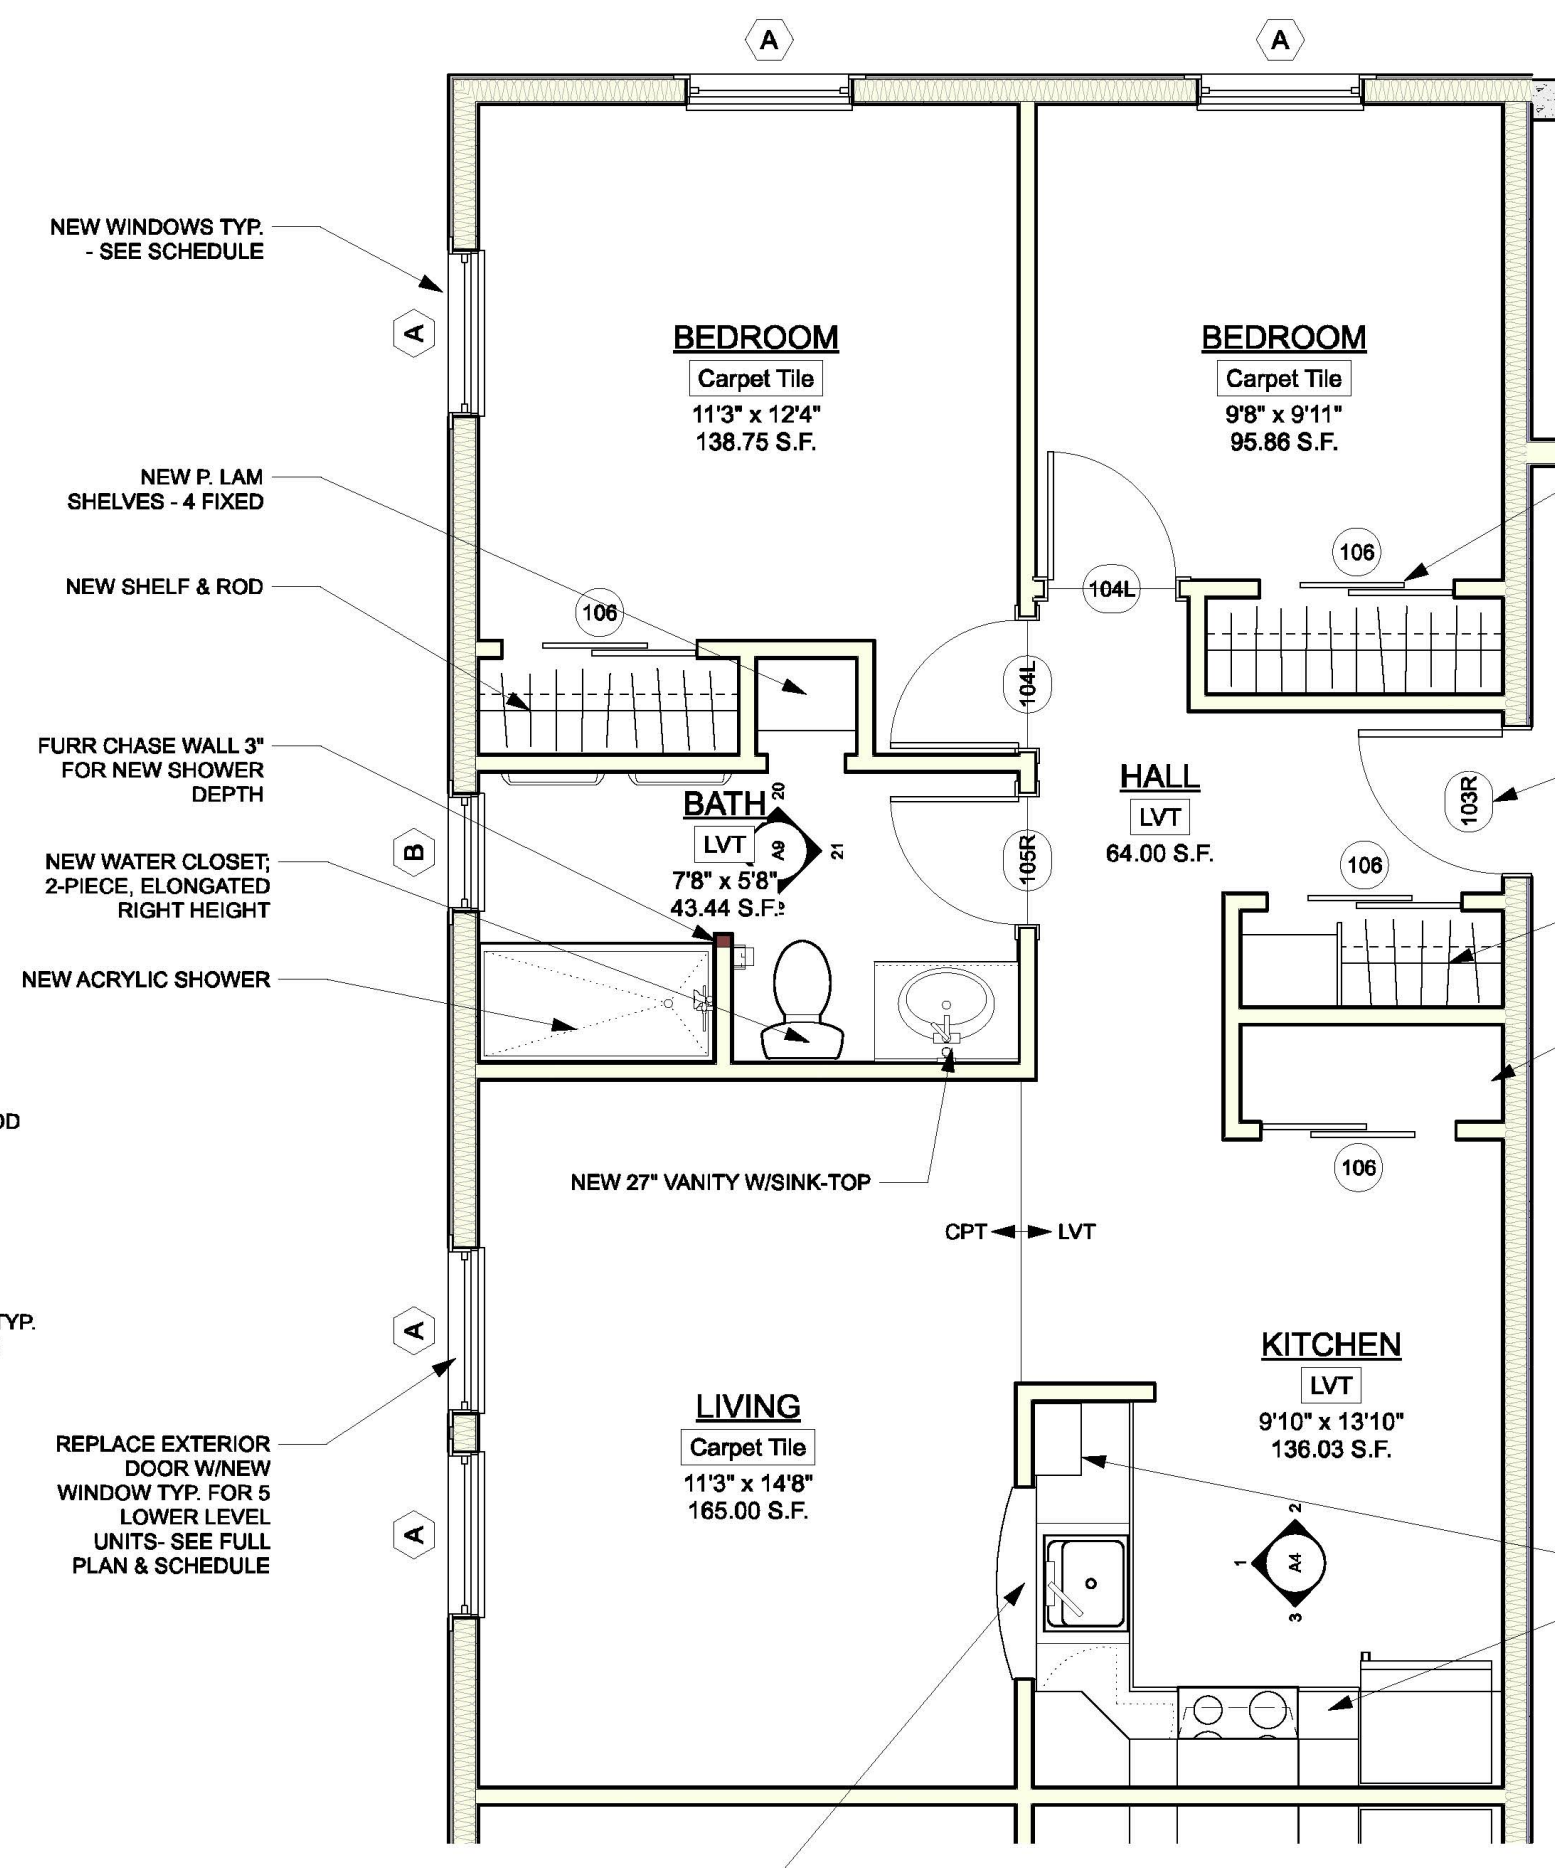 A
A
NEW WINDOWS TYP.
- SEE SCHEDULE
A
BEDROOM
Carpet Tile
11'3" x 12'4"
138.75 S.F.
BEDROOM
Carpet Tile
9'8" x 9'11"
95.86 S.F.
NEW P. LAM
SHELVES - 4 FIXED
NEW SHELF & ROD
106
106
104L
104L
FURR CHASE WALL 3"
FOR NEW SHOWER
DEPTH
B
BATH
LVT
7'8" x 5'8"
43.44 S.F.
20
A9
21
105R
HALL
LVT
64.00 S.F.
103R
106
NEW WATER CLOSET;
2-PIECE, ELONGATED
RIGHT HEIGHT
NEW ACRYLIC SHOWER
OD
106
NEW 27" VANITY W/SINK-TOP
CPT
LVT
TYP.
A
A
REPLACE EXTERIOR
DOOR W/NEW
WINDOW TYP. FOR 5
LOWER LEVEL
UNITS- SEE FULL
PLAN & SCHEDULE
LIVING
Carpet Tile
11'3" x 14'8"
165.00 S.F.
KITCHEN
LVT
9'10" x 13'10"
136.03 S.F.
2
1
A4
3